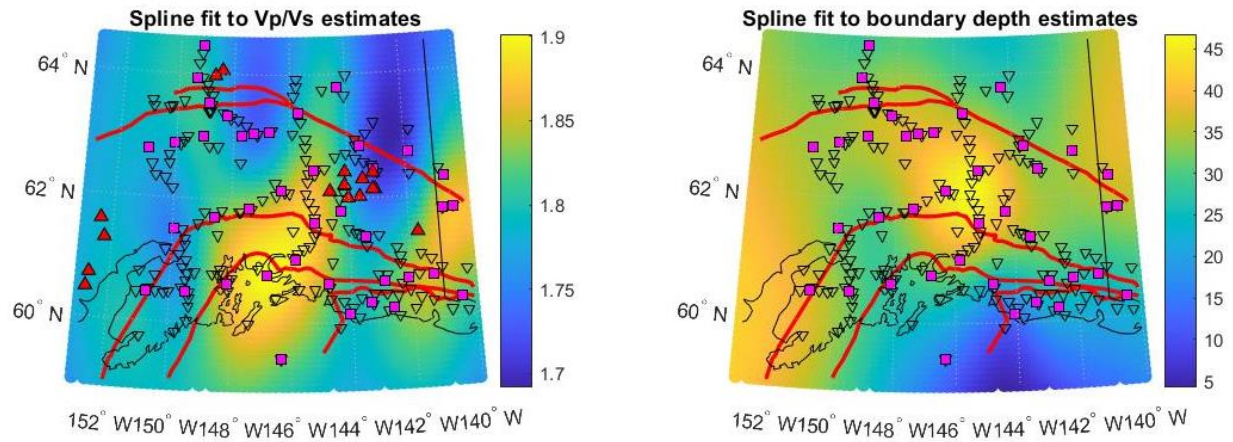 Spline fit to Vp/Vs estimates
64° N
62° N
60° N
152° W150° W148° W146° W144° W142° W140° W
1.9
1.85
1.8
1.75
1.7
Spline fit to boundary depth estimates
64° N
62° N
60° N
152° W150° W148° W146° W144° W142° W140° W
45
40
35
30
25
20
15
10
5